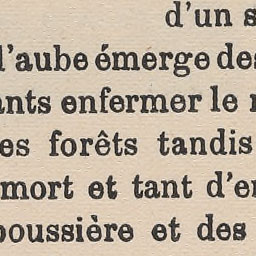 d'un s
l'aube émerge des
ants enfermer le
es forêts tandis
mort et tant d'en
poussière et des